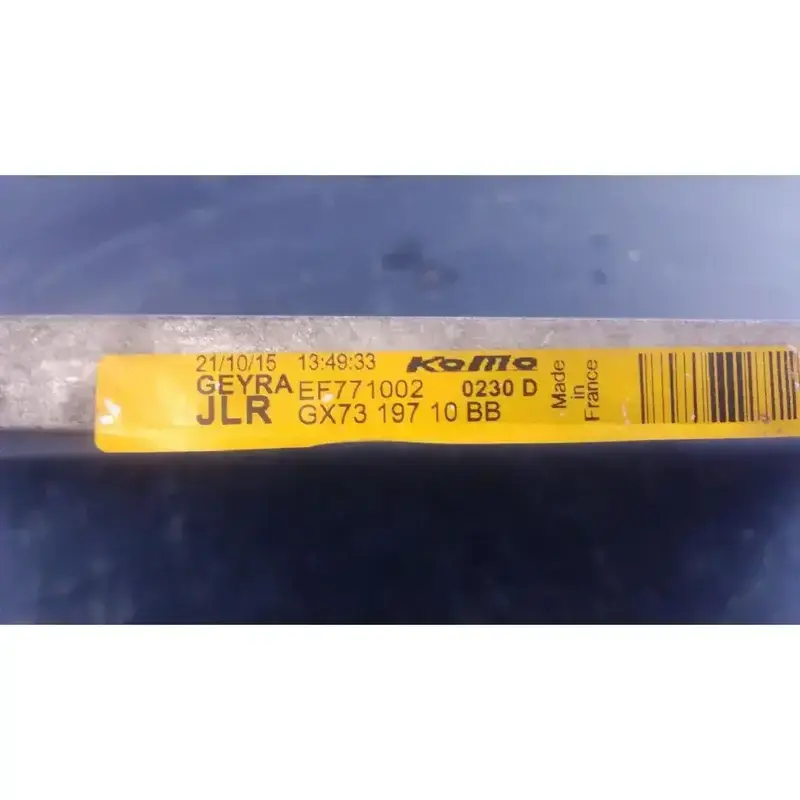 21/10/15 13:49:33 KoMo
GEYRA EF771002 0230 D
JLR GX73 197 10 BB
Made
in
France